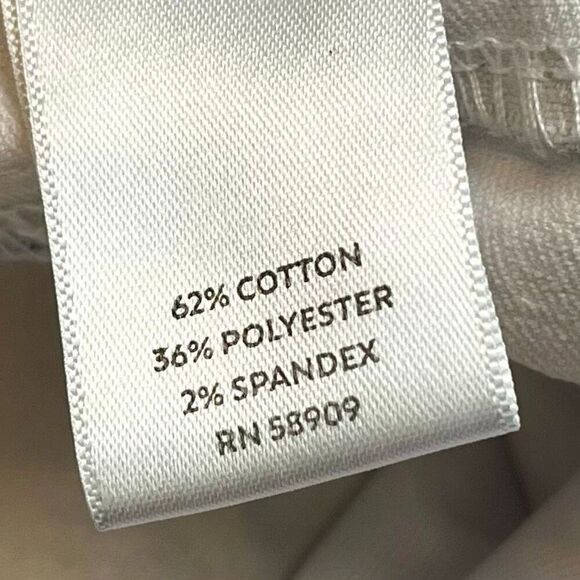 62% COTTON
36% POLYESTER
2% SPANDEX
RN 58909